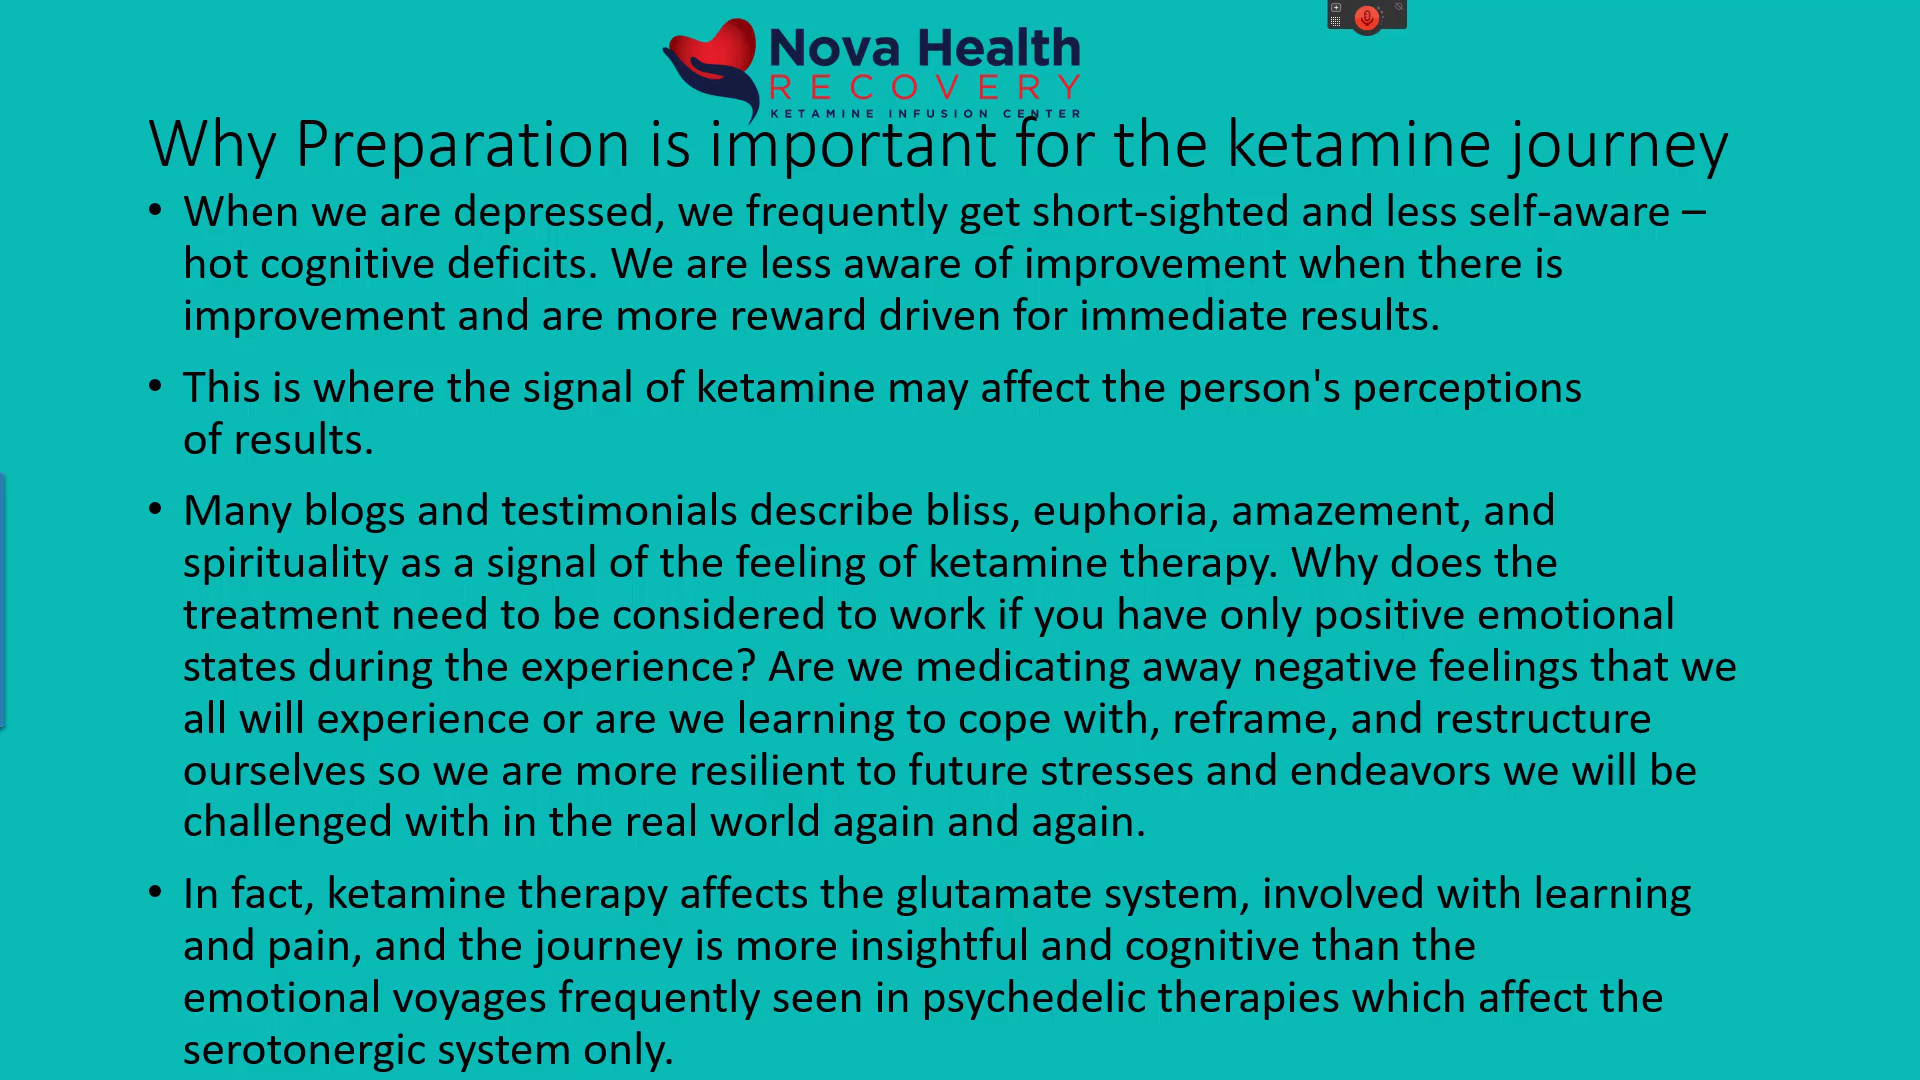 Nova Health
RECOVERY
KETAMINE INFUSION CENTER
Why Preparation is important for the ketamine journey
• When we are depressed, we frequently get short-sighted and less self-aware –
hot cognitive deficits. We are less aware of improvement when there is
improvement and are more reward driven for immediate results.
• This is where the signal of ketamine may affect the person's perceptions
of results.
• Many blogs and testimonials describe bliss, euphoria, amazement, and
spirituality as a signal of the feeling of ketamine therapy. Why does the
treatment need to be considered to work if you have only positive emotional
states during the experience? Are we medicating away negative feelings that we
all will experience or are we learning to cope with, reframe, and restructure
ourselves so we are more resilient to future stresses and endeavors we will be
challenged with in the real world again and again.
• In fact, ketamine therapy affects the glutamate system, involved with learning
and pain, and the journey is more insightful and cognitive than the
emotional voyages frequently seen in psychedelic therapies which affect the
serotonergic system only.